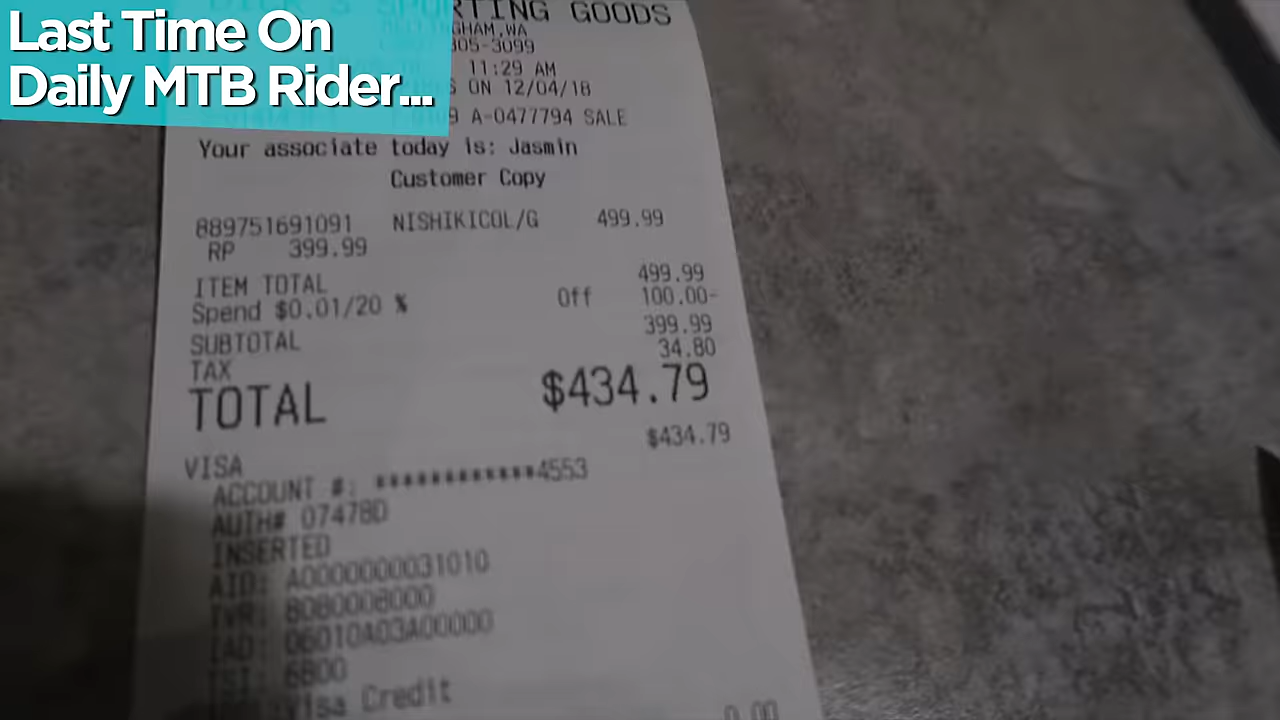 Last Time On
Daily MTB Rider...
DICK'S SPORTING GOODS
BELLINGHAM,WA
305-3099
11:29 AM
ON 12/04/18
A-0477794 SALE
Your associate today is: Jasmin
Customer Copy
889751691091 NISHIKICOL/G 499.99
RP 399.99
ITEM TOTAL 499.99
Spend $0.01/20 % Off 100.00-
SUBTOTAL 399.99
TAX 34.80
TOTAL $434.79
$434.79
VISA
ACCOUNT #: ************4553
AUTH# 07478D
INSERTED
AID: A0000000031010
TVR: 8080008000
IAD: 06010A03A00000
TSI: 6800
Visa Credit
0.00